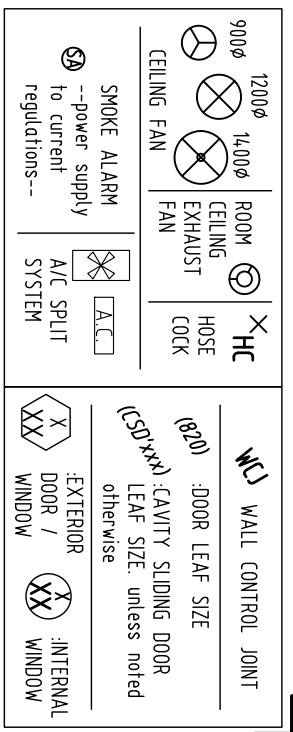 900ø
1200ø
1400ø
CEILING FAN
ROOM
CEILING
EXHAUST
FAN
HC
HOSE
COCK
SMOKE ALARM
SA --power supply
to current
regulations--
A.C.
A/C SPLIT
SYSTEM
WCJ WALL CONTROL JOINT
(820) :DOOR LEAF SIZE
(CSD'xxx) :CAVITY SLIDING DOOR
LEAF SIZE. unless noted
otherwise
X
XX
:EXTERIOR
DOOR /
WINDOW
X
XX
:INTERNAL
WINDOW